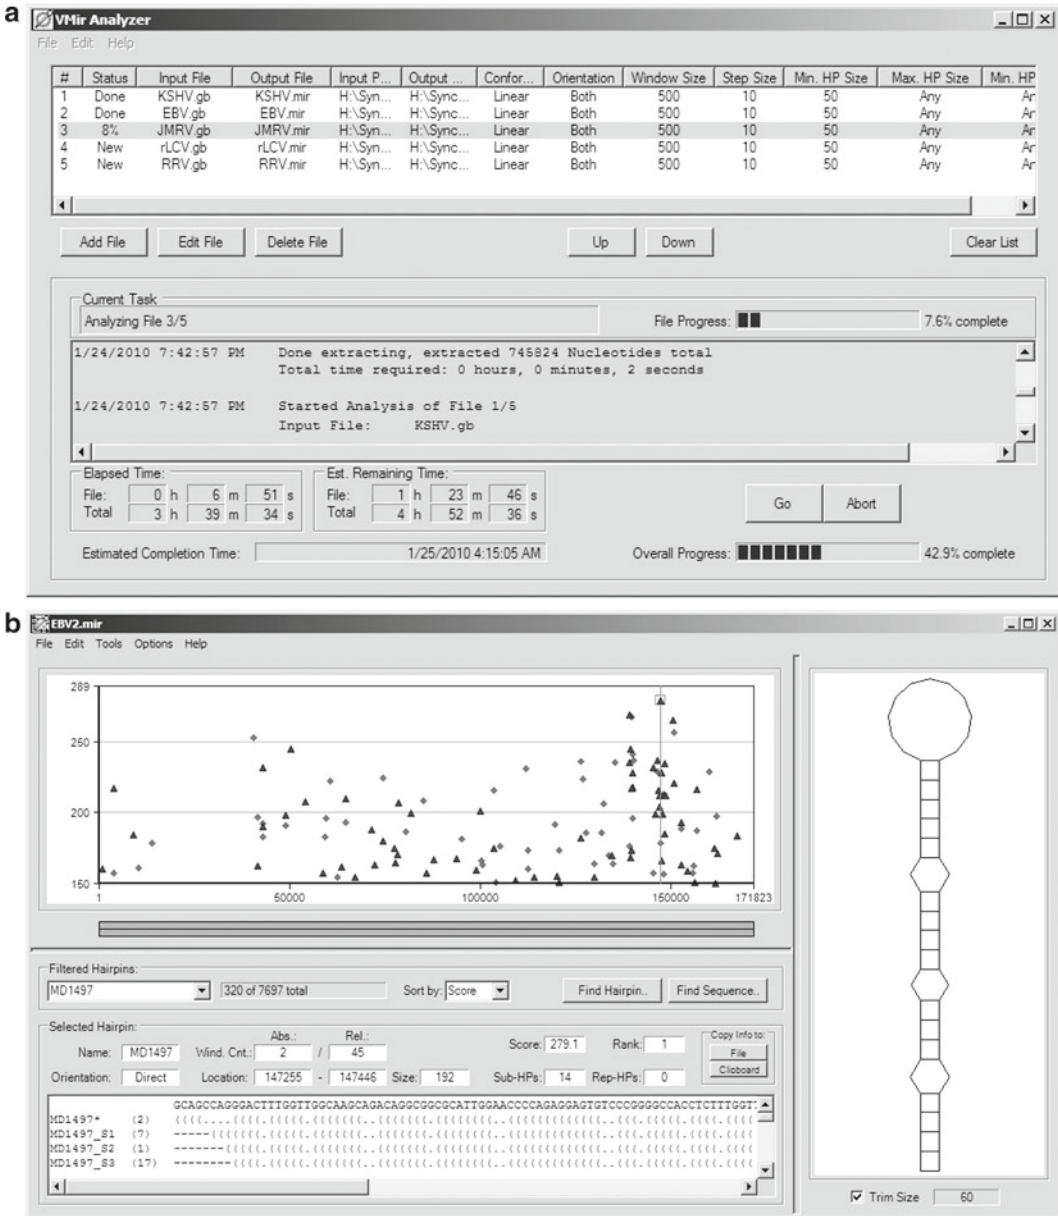 a
VMir Analyzer
File Edit Help
# Status Input File Output File Input P... Output ... Confor... Orientation Window Size Step Size Min. HP Size Max. HP Size Min. HP
1 Done KSHV.gb KSHV.mir H:\Syn... H:\Sync... Linear Both 500 10 50 Any An
2 Done EBV.gb EBV.mir H:\Syn... H:\Sync... Linear Both 500 10 50 Any An
3 8% JMRV.gb JMRV.mir H:\Syn... H:\Sync... Linear Both 500 10 50 Any An
4 New rLCV.gb rLCV.mir H:\Syn... H:\Sync... Linear Both 500 10 50 Any An
5 New RRV.gb RRV.mir H:\Syn... H:\Sync... Linear Both 500 10 50 Any An
Add File Edit File Delete File Up Down Clear List
Current Task
Analyzing File 3/5 File Progress: 7.6% complete
1/24/2010 7:42:57 PM Done extracting, extracted 745824 Nucleotides total
Total time required: 0 hours, 0 minutes, 2 seconds
1/24/2010 7:42:57 PM Started Analysis of File 1/5
Input File: KSHV.gb
Elapsed Time: Est. Remaining Time:
File: 0 h 6 m 51 s File: 1 h 23 m 46 s
Total 3 h 39 m 34 s Total 4 h 52 m 36 s
Go Abort
Estimated Completion Time: 1/25/2010 4:15:05 AM Overall Progress: 42.9% complete
b
EBV2.mir
File Edit Tools Options Help
289
250
200
150
1 50000 100000 150000 171823
Filtered Hairpins:
MD1497 320 of 7697 total Sort by: Score Find Hairpin.. Find Sequence..
Selected Hairpin:
Abs.: Rel.:
Name: MD1497 Wind. Cnt.: 2 / 45 Score: 279.1 Rank: 1 Copy Info to:
File
Clipboard
Orientation: Direct Location: 147255 - 147446 Size: 192 Sub-HPs: 14 Rep-HPs: 0
GCAGCCAGGGACTTTGGTTGGCAAGCAGACAGGCGGCGCATTGGAACCCCAGAGGAGTGTCCCGGGGCCACCTCTTTGGT
MD1497* (2)
MD1497_S1 (7)
MD1497_S2 (1)
MD1497_S3 (17)
Trim Size 60